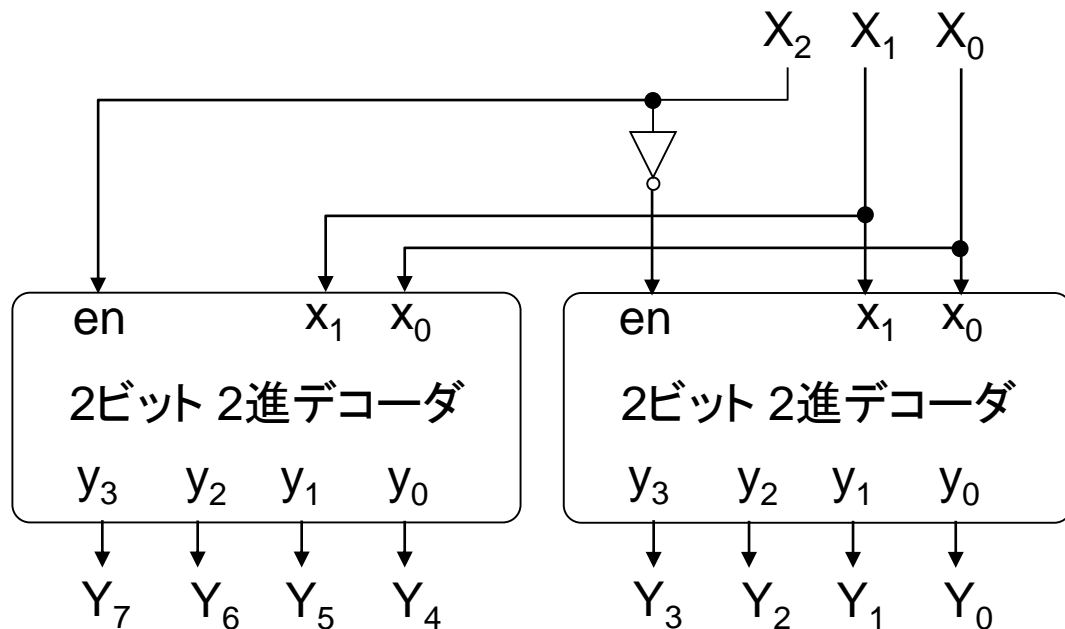 X2 X1 X0
en x1 x0 en x1 x0
2ビット 2進デコーダ 2ビット 2進デコーダ
y3 y2 y1 y0 y3 y2 y1 y0
Y7 Y6 Y5 Y4 Y3 Y2 Y1 Y0